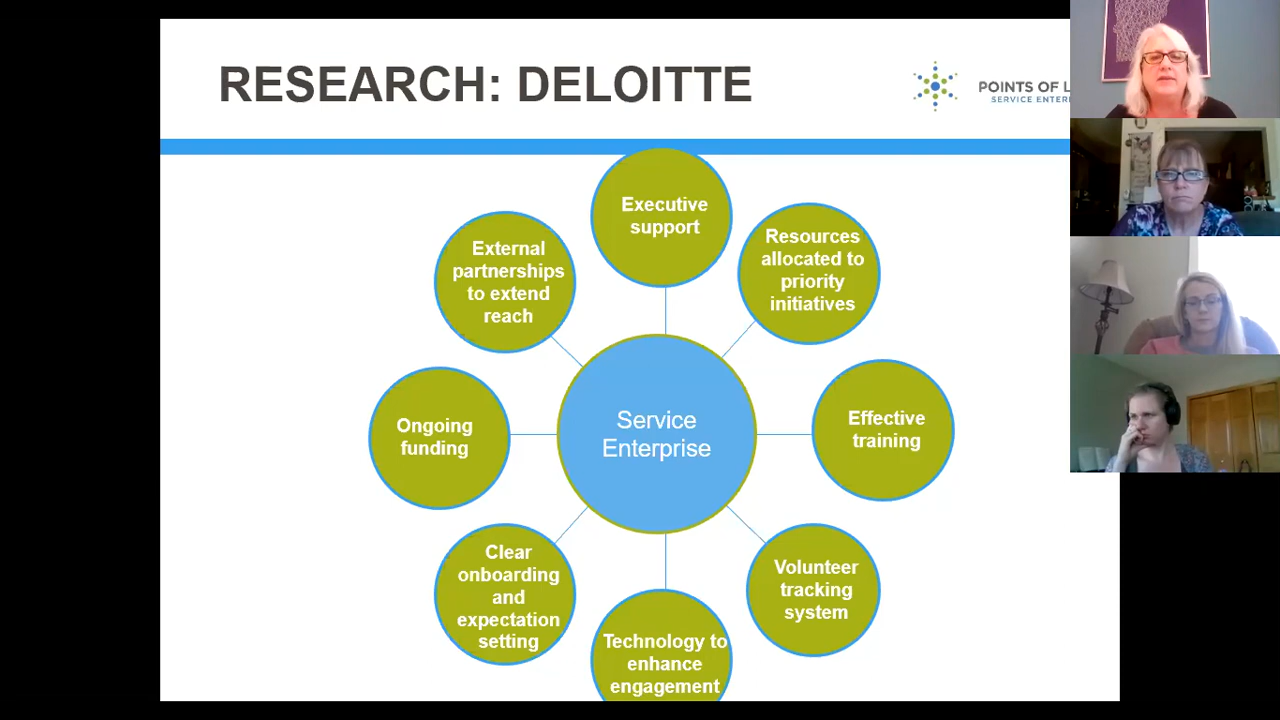 RESEARCH: DELOITTE
POINTS OF L
SERVICE ENTER
Executive
support
Resources
allocated to
priority
initiatives
Effective
training
Volunteer
tracking
system
Technology to
enhance
engagement
Clear
onboarding
and
expectation
setting
Ongoing
funding
External
partnerships
to extend
reach
Service
Enterprise